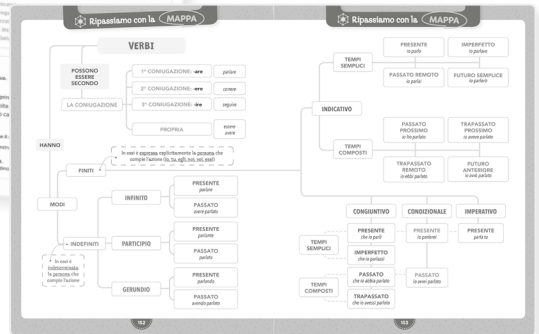 Ripassiamo con la MAPPA
VERBI
POSSONO
ESSERE
SECONDO
LA CONIUGAZIONE
1ª CONIUGAZIONE: -are
parlare
2ª CONIUGAZIONE: -ere
correre
3ª CONIUGAZIONE: -ire
seguire
PROPRIA
essere
avere
HANNO
MODI
FINITI
In essi è espressa esplicitamente la persona che
compie l'azione (io, tu, egli, noi, voi, essi)
INDEFINITI
In essi è
indeterminata
la persona che
compie l'azione
INFINITO
PRESENTE
parlare
PASSATO
avere parlato
PARTICIPIO
PRESENTE
parlante
PASSATO
parlato
GERUNDIO
PRESENTE
parlando
PASSATO
avendo parlato
152
Ripassiamo con la MAPPA
INDICATIVO
TEMPI
SEMPLICI
PRESENTE
io parlo
IMPERFETTO
io parlavo
PASSATO REMOTO
io parlai
FUTURO SEMPLICE
io parlerò
TEMPI
COMPOSTI
PASSATO
PROSSIMO
io ho parlato
TRAPASSATO
PROSSIMO
io avevo parlato
TRAPASSATO
REMOTO
io ebbi parlato
FUTURO
ANTERIORE
io avrò parlato
CONGIUNTIVO
CONDIZIONALE
IMPERATIVO
TEMPI
SEMPLICI
PRESENTE
che io parli
PRESENTE
io parlerei
PRESENTE
parla tu
IMPERFETTO
che io parlassi
TEMPI
COMPOSTI
PASSATO
che io abbia parlato
PASSATO
io avrei parlato
TRAPASSATO
che io avessi parlato
153